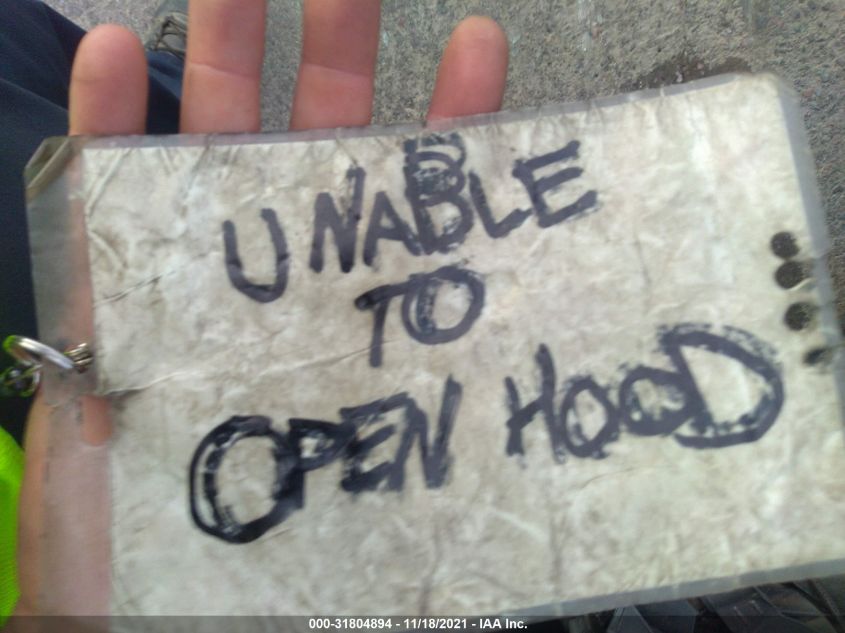 UNABLE
TO
OPEN HOOD
000-31804894 - 11/18/2021 - IAA Inc.